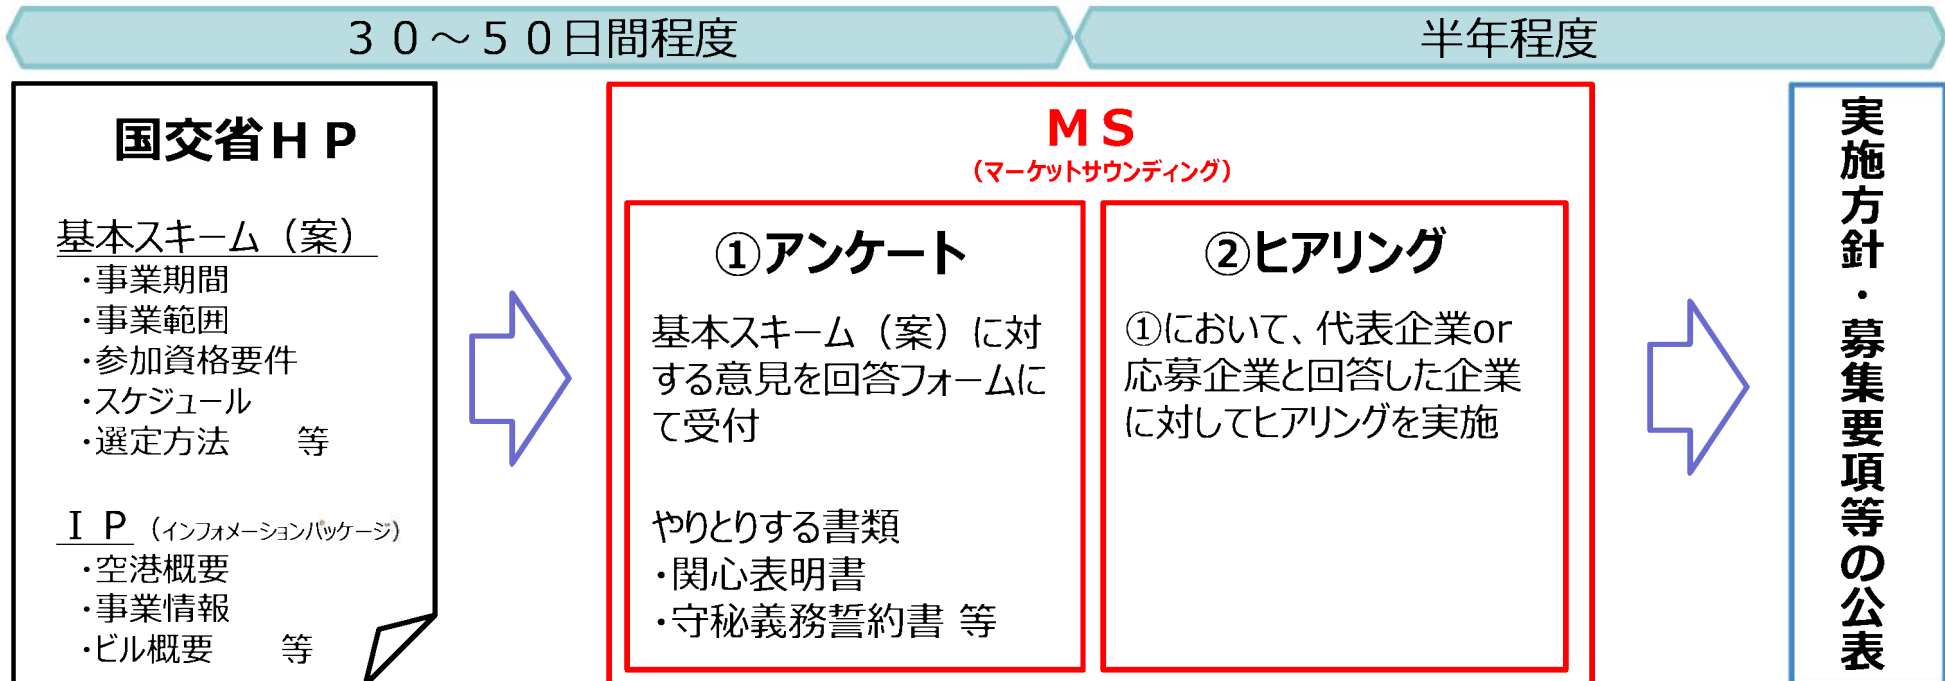 ３０～５０日間程度
半年程度
国交省ＨＰ
基本スキーム（案）
・事業期間
・事業範囲
・参加資格要件
・スケジュール
・選定方法　　等
ＩＰ（インフォメーションパッケージ）
・空港概要
・事業情報
・ビル概要　　等
ＭＳ
（マーケットサウンディング）
①アンケート
基本スキーム（案）に対
する意見を回答フォームに
て受付
やりとりする書類
・関心表明書
・守秘義務誓約書 等
②ヒアリング
①において、代表企業or
応募企業と回答した企業
に対してヒアリングを実施
実施方針・募集要項等の公表